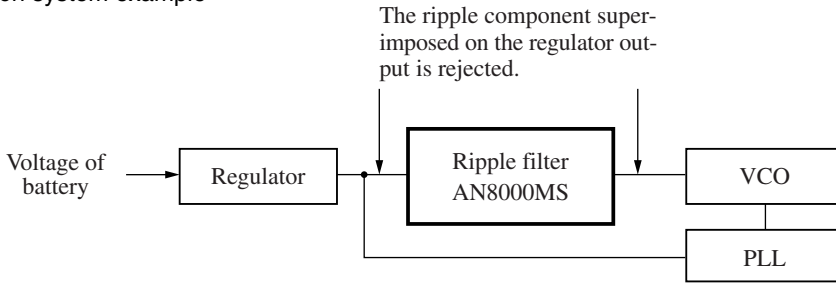 system example
The ripple component super-
imposed on the regulator out-
put is rejected.
Voltage of
battery
Regulator
Ripple filter
AN8000MS
VCO
PLL